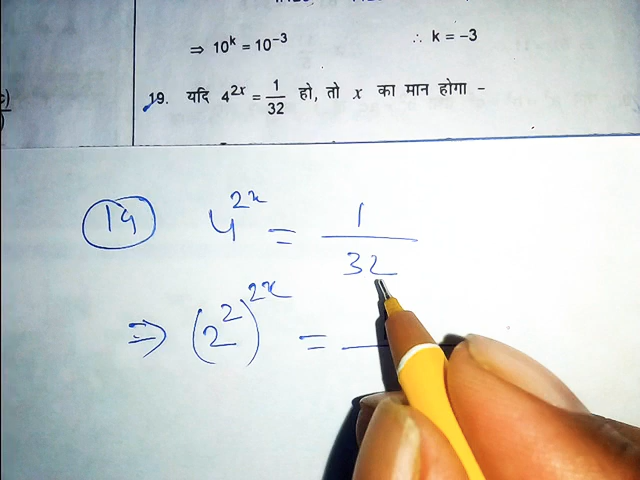 ⇒ 10^k = 10^-3 ∴ k = -3
19. यदि 4^2x = 1/32 हो, तो x का मान होगा -
19 4^2x = 1/32
⇒ (2^2)^2x =